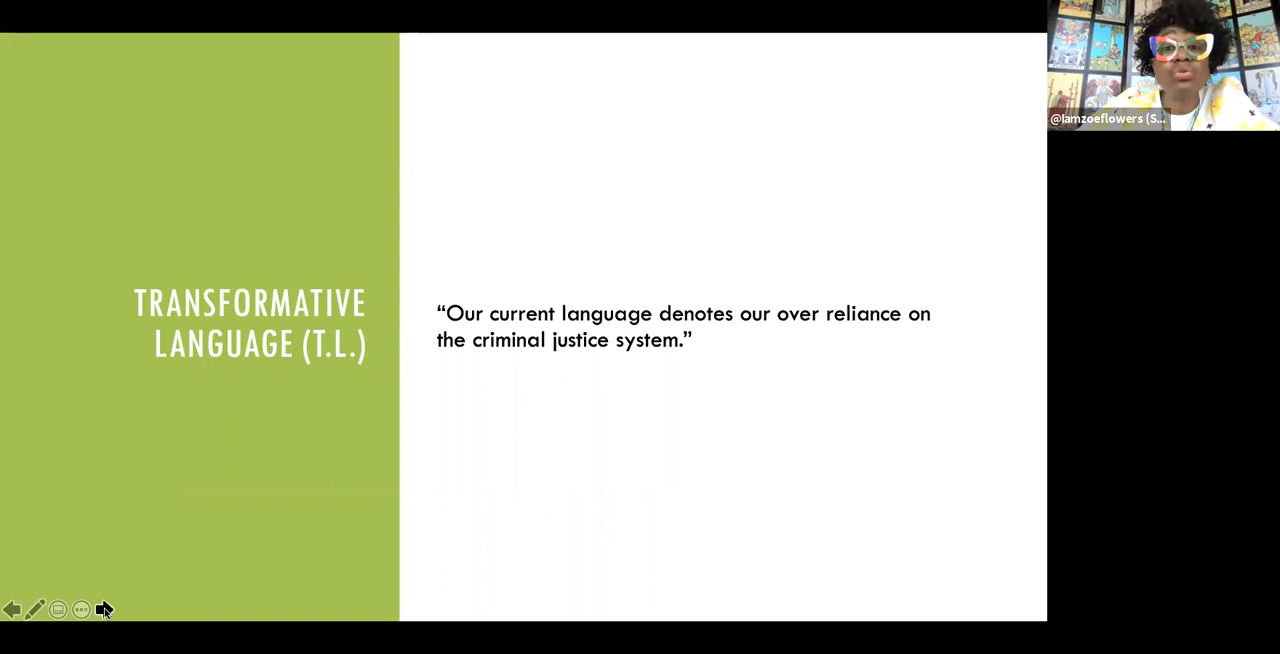 TRANSFORMATIVE
LANGUAGE (T.L.)
“Our current language denotes our over reliance on
the criminal justice system.”
@Iamzoeflowers (S...